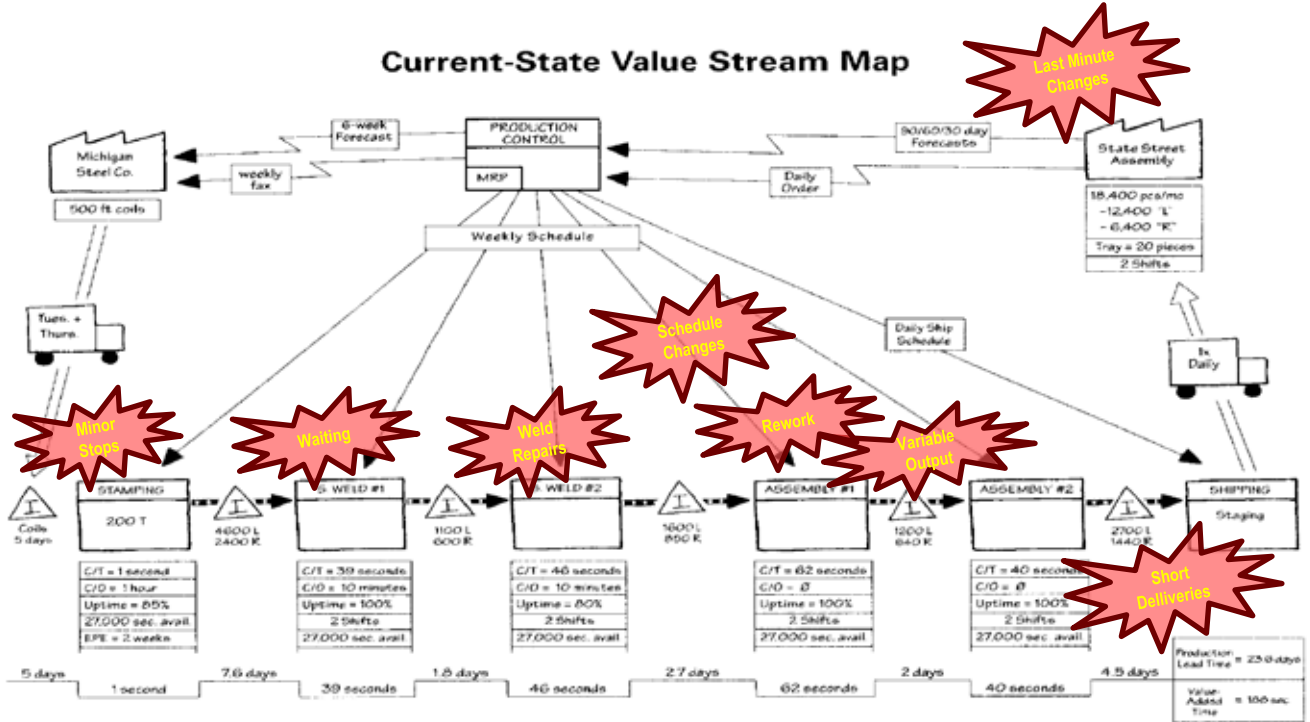 Current-State Value Stream Map
Last Minute
Changes
Michigan
Steel Co.
500 ft coils
6-week
Forecast
weekly
fax
PRODUCTION
CONTROL
MRP
90/60/30 day
Forecasts
Daily
Order
State Street
Assembly
18,400 pcs/mo
-12,400 "L"
- 6,400 "R"
Tray = 20 pieces
2 Shifts
Weekly Schedule
Tues. +
Thurs.
Schedule
Changes
Daily Ship
Schedule
1x
Daily
Minor
Stops
Waiting
Weld
Repairs
Rework
Variable
Output
I
Coils
5 days
STAMPING
200 T
I
4600 L
2400 R
S. WELD #1
I
1100 L
600 R
S. WELD #2
I
1600 L
850 R
ASSEMBLY #1
I
1200 L
640 R
ASSEMBLY #2
I
2700 L
1440 R
SHIPPING
Staging
C/T = 1 second
C/O = 1 hour
Uptime = 85%
27,000 sec. avail.
EPE = 2 weeks
C/T = 39 seconds
C/O = 10 minutes
Uptime = 100%
2 Shifts
27,000 sec. avail.
C/T = 46 seconds
C/O = 10 minutes
Uptime = 80%
2 Shifts
27,000 sec. avail.
C/T = 62 seconds
C/O = Ø
Uptime = 100%
2 Shifts
27,000 sec. avail.
C/T = 40 seconds
C/O = Ø
Uptime = 100%
2 Shifts
27,000 sec. avail.
Short
Delliveries
5 days
1 second
7.6 days
39 seconds
1.8 days
46 seconds
2.7 days
62 seconds
2 days
40 seconds
4.5 days
Production
Lead Time = 23.6 days
Value-
Added = 188 sec.
Time